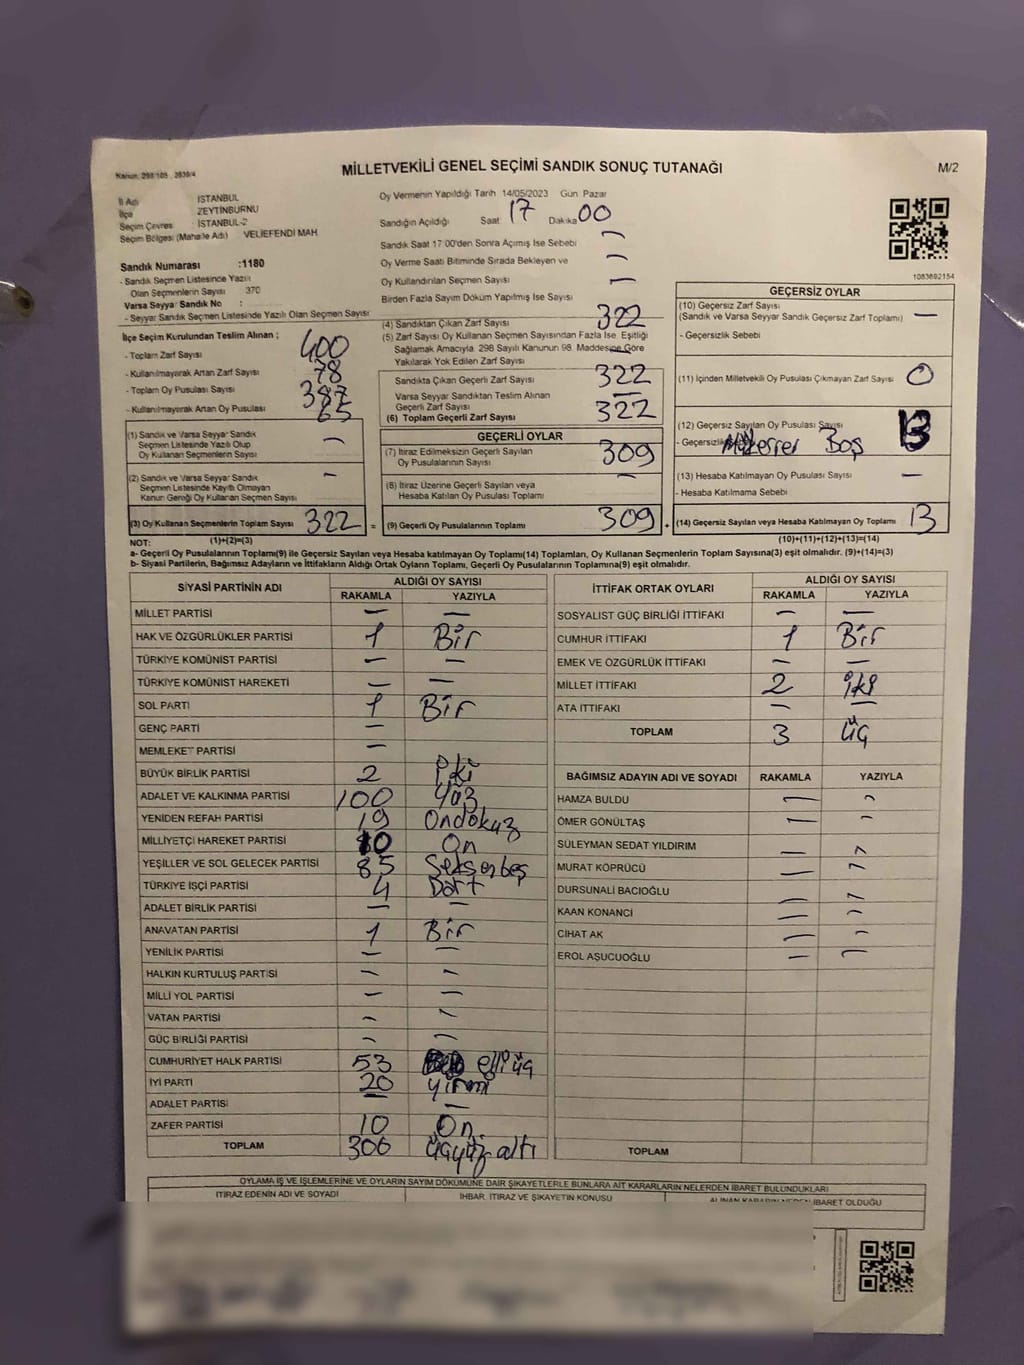 Kanun: 298/105 , 2839/4
MİLLETVEKİLİ GENEL SEÇİMİ SANDIK SONUÇ TUTANAĞI
M/2
İl Adı İSTANBUL
İlçe ZEYTİNBURNU
Seçim Çevres İSTANBUL-2
Seçim Bölgesi (Mahalle Adı) VELİEFENDİ MAH
Sandık Numarası :1180
- Sandık Seçmen Listesinde Yazılı
Olan Seçmenlerin Sayısı 370
Varsa Seyyar Sandık No :
- Seyyar Sandık Seçmen Listesinde Yazılı Olan Seçmen Sayısı
Oy Vermenin Yapıldığı Tarih 14/05/2023 Gün Pazar
Sandığın Açıldığı Saat 17 Dakika 00
Sandık Saat 17:00'den Sonra Açımış İse Sebebi —
Oy Verme Saati Bitiminde Sırada Bekleyen ve —
Oy Kullandırılan Seçmen Sayısı —
Birden Fazla Sayım Döküm Yapılmış İse Sayısı —
1083692154
İlçe Seçim Kurulundan Teslim Alınan ;
- Toplam Zarf Sayısı 400
- Kullanılmayarak Artan Zarf Sayısı 78
- Toplam Oy Pusulası Sayısı 387
- Kullanılmayarak Artan Oy Pusulası 65
(4) Sandıktan Çıkan Zarf Sayısı 322
(5) Zarf Sayısı Oy Kullanan Seçmen Sayısından Fazla İse, Eşitliği
Sağlamak Amacıyla 298 Sayılı Kanunun 98. Maddesine Göre
Yakılarak Yok Edilen Zarf Sayısı —
Sandıkta Çıkan Geçerli Zarf Sayısı 322
Varsa Seyyar Sandıktan Teslim Alınan
Geçerli Zarf Sayısı —
(6) Toplam Geçerli Zarf Sayısı 322
GEÇERSİZ OYLAR
(10) Geçersiz Zarf Sayısı
(Sandık ve Varsa Seyyar Sandık Geçersiz Zarf Toplamı) —
- Geçersizlik Sebebi
(11) İçinden Milletvekili Oy Pusulası Çıkmayan Zarf Sayısı 0
(12) Geçersiz Sayılan Oy Pusulası Sayısı 13
- Geçersizlik Mükerrer Boş
(13) Hesaba Katılmayan Oy Pusulası Sayısı —
- Hesaba Katılmama Sebebi
(14) Geçersiz Sayılan veya Hesaba Katılmayan Oy Toplamı 13
(1) Sandık ve Varsa Seyyar Sandık
Seçmen Listesinde Yazılı Olup
Oy Kullanan Seçmenlerin Sayısı —
(2) Sandık ve Varsa Seyyar Sandık
Seçmen Listesinde Kayıtlı Olmayan
Kanun Gereği Oy Kullanan Seçmen Sayısı —
(3) Oy Kullanan Seçmenlerin Toplam Sayısı 322 =
GEÇERLİ OYLAR
(7) İtiraz Edilmeksizin Geçerli Sayılan
Oy Pusulalarının Sayısı 309
(8) İtiraz Üzerine Geçerli Sayılan veya
Hesaba Katılan Oy Pusulası Toplamı —
(9) Geçerli Oy Pusulalarının Toplamı 309
NOT: (1)+(2)=(3)
(10)+(11)+(12)+(13)=(14)
a- Geçerli Oy Pusulalarının Toplamı(9) ile Geçersiz Sayılan veya Hesaba katılmayan Oy Toplamı(14) Toplamları, Oy Kullanan Seçmenlerin Toplam Sayısına(3) eşit olmalıdır. (9)+(14)=(3)
b- Siyasi Partilerin, Bağımsız Adayların ve İttifakların Aldığı Ortak Oyların Toplamı, Geçerli Oy Pusulalarının Toplamına(9) eşit olmalıdır.
SİYASİ PARTİNİN ADI ALDIĞI OY SAYISI
RAKAMLA YAZIYLA
MİLLET PARTİSİ — —
HAK VE ÖZGÜRLÜKLER PARTİSİ 1 Bir
TÜRKİYE KOMÜNİST PARTİSİ — —
TÜRKİYE KOMÜNİST HAREKETİ — —
SOL PARTİ 1 Bir
GENÇ PARTİ —
MEMLEKET PARTİSİ —
BÜYÜK BİRLİK PARTİSİ 2 İki
ADALET VE KALKINMA PARTİSİ 100 Yüz
YENİDEN REFAH PARTİSİ 19 Ondokuz
MİLLİYETÇİ HAREKET PARTİSİ 10 On
YEŞİLLER VE SOL GELECEK PARTİSİ 85 Seksenbeş
TÜRKİYE İŞÇİ PARTİSİ 4 Dört
ADALET BİRLİK PARTİSİ — —
ANAVATAN PARTİSİ 1 Bir
YENİLİK PARTİSİ — —
HALKIN KURTULUŞ PARTİSİ — —
MİLLİ YOL PARTİSİ — —
VATAN PARTİSİ — —
GÜÇ BİRLİĞİ PARTİSİ — —
CUMHURİYET HALK PARTİSİ 53 elliüç
İYİ PARTİ 20 yirmi
ADALET PARTİSİ — —
ZAFER PARTİSİ 10 On
TOPLAM 306 üçyüz altı
İTTİFAK ORTAK OYLARI ALDIĞI OY SAYISI
RAKAMLA YAZIYLA
SOSYALİST GÜÇ BİRLİĞİ İTTİFAKI — —
CUMHUR İTTİFAKI 1 Bir
EMEK VE ÖZGÜRLÜK İTTİFAKI — —
MİLLET İTTİFAKI 2 İki
ATA İTTİFAKI — —
TOPLAM 3 üç
BAĞIMSIZ ADAYIN ADI VE SOYADI RAKAMLA YAZIYLA
HAMZA BULDU — —
ÖMER GÖNÜLTAŞ — —
SÜLEYMAN SEDAT YILDIRIM — —
MURAT KÖPRÜCÜ — —
DURSUNALİ BACIOĞLU — —
KAAN KONANCİ — —
CİHAT AK — —
EROL AŞUCUOĞLU — —
TOPLAM
OYLAMA İŞ VE İŞLEMLERİNE VE OYLARIN SAYIM DÖKÜMÜNE DAİR ŞİKAYETLERLE BUNLARA AİT KARARLARIN NELERDEN İBARET BULUNDUKLARI
İTİRAZ EDENİN ADI VE SOYADI İHBAR, İTİRAZ VE ŞİKAYETİN KONUSU ALINAN KARARIN NEDEN İBARET OLDUĞU